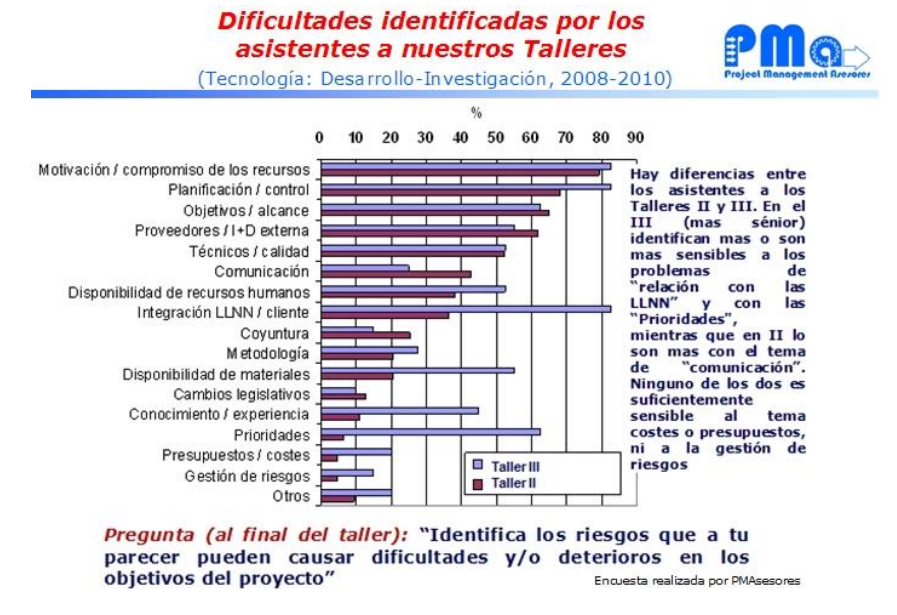 Dificultades identificadas por los
asistentes a nuestros Talleres
(Tecnología: Desarrollo-Investigación, 2008-2010)
PMA
Project Management Asesores
%
0 10 20 30 40 50 60 70 80 90
Motivación / compromiso de los recursos
Planificación / control
Objetivos / alcance
Proveedores / I+D externa
Técnicos / calidad
Comunicación
Disponibilidad de recursos humanos
Integración LLNN / cliente
Coyuntura
Metodología
Disponibilidad de materiales
Cambios legislativos
Conocimiento / experiencia
Prioridades
Presupuestos / costes
Gestión de riesgos
Otros
Taller III
Taller II
Hay diferencias entre
los asistentes a los
Talleres II y III. En el
III (mas sénior)
identifican mas o son
mas sensibles a los
problemas de
“relación con las
LLNN” y con las
“Prioridades”,
mientras que en II lo
son mas con el tema
de “comunicación”.
Ninguno de los dos es
suficientemente
sensible al tema
costes o presupuestos,
ni a la gestión de
riesgos
Pregunta (al final del taller): “Identifica los riesgos que a tu
parecer pueden causar dificultades y/o deterioros en los
objetivos del proyecto”
Encuesta realizada por PMAsesores